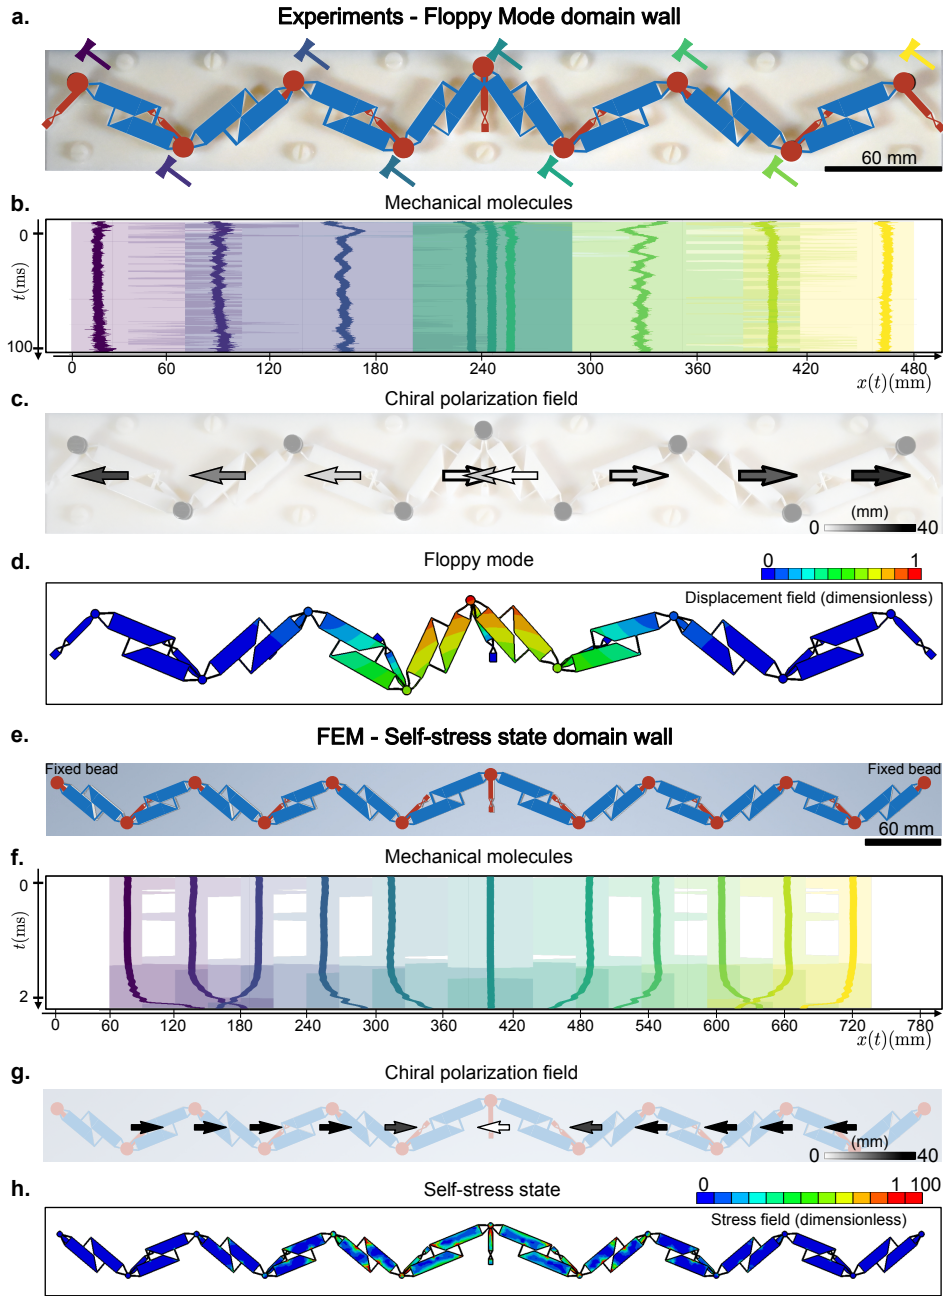 a.
Experiments - Floppy Mode domain wall
60 mm
b.
Mechanical molecules
0
t(ms)
100
0 60 120 180 240 300 360 420 480
x(t)(mm)
c.
Chiral polarization field
(mm)
0 40
d.
Floppy mode
0 1
Displacement field (dimensionless)
e.
FEM - Self-stress state domain wall
Fixed bead Fixed bead
60 mm
f.
Mechanical molecules
0
t(ms)
2
0 60 120 180 240 300 360 420 480 540 600 660 720 780
x(t)(mm)
g.
Chiral polarization field
(mm)
0 40
h.
Self-stress state
0 1 100
Stress field (dimensionless)